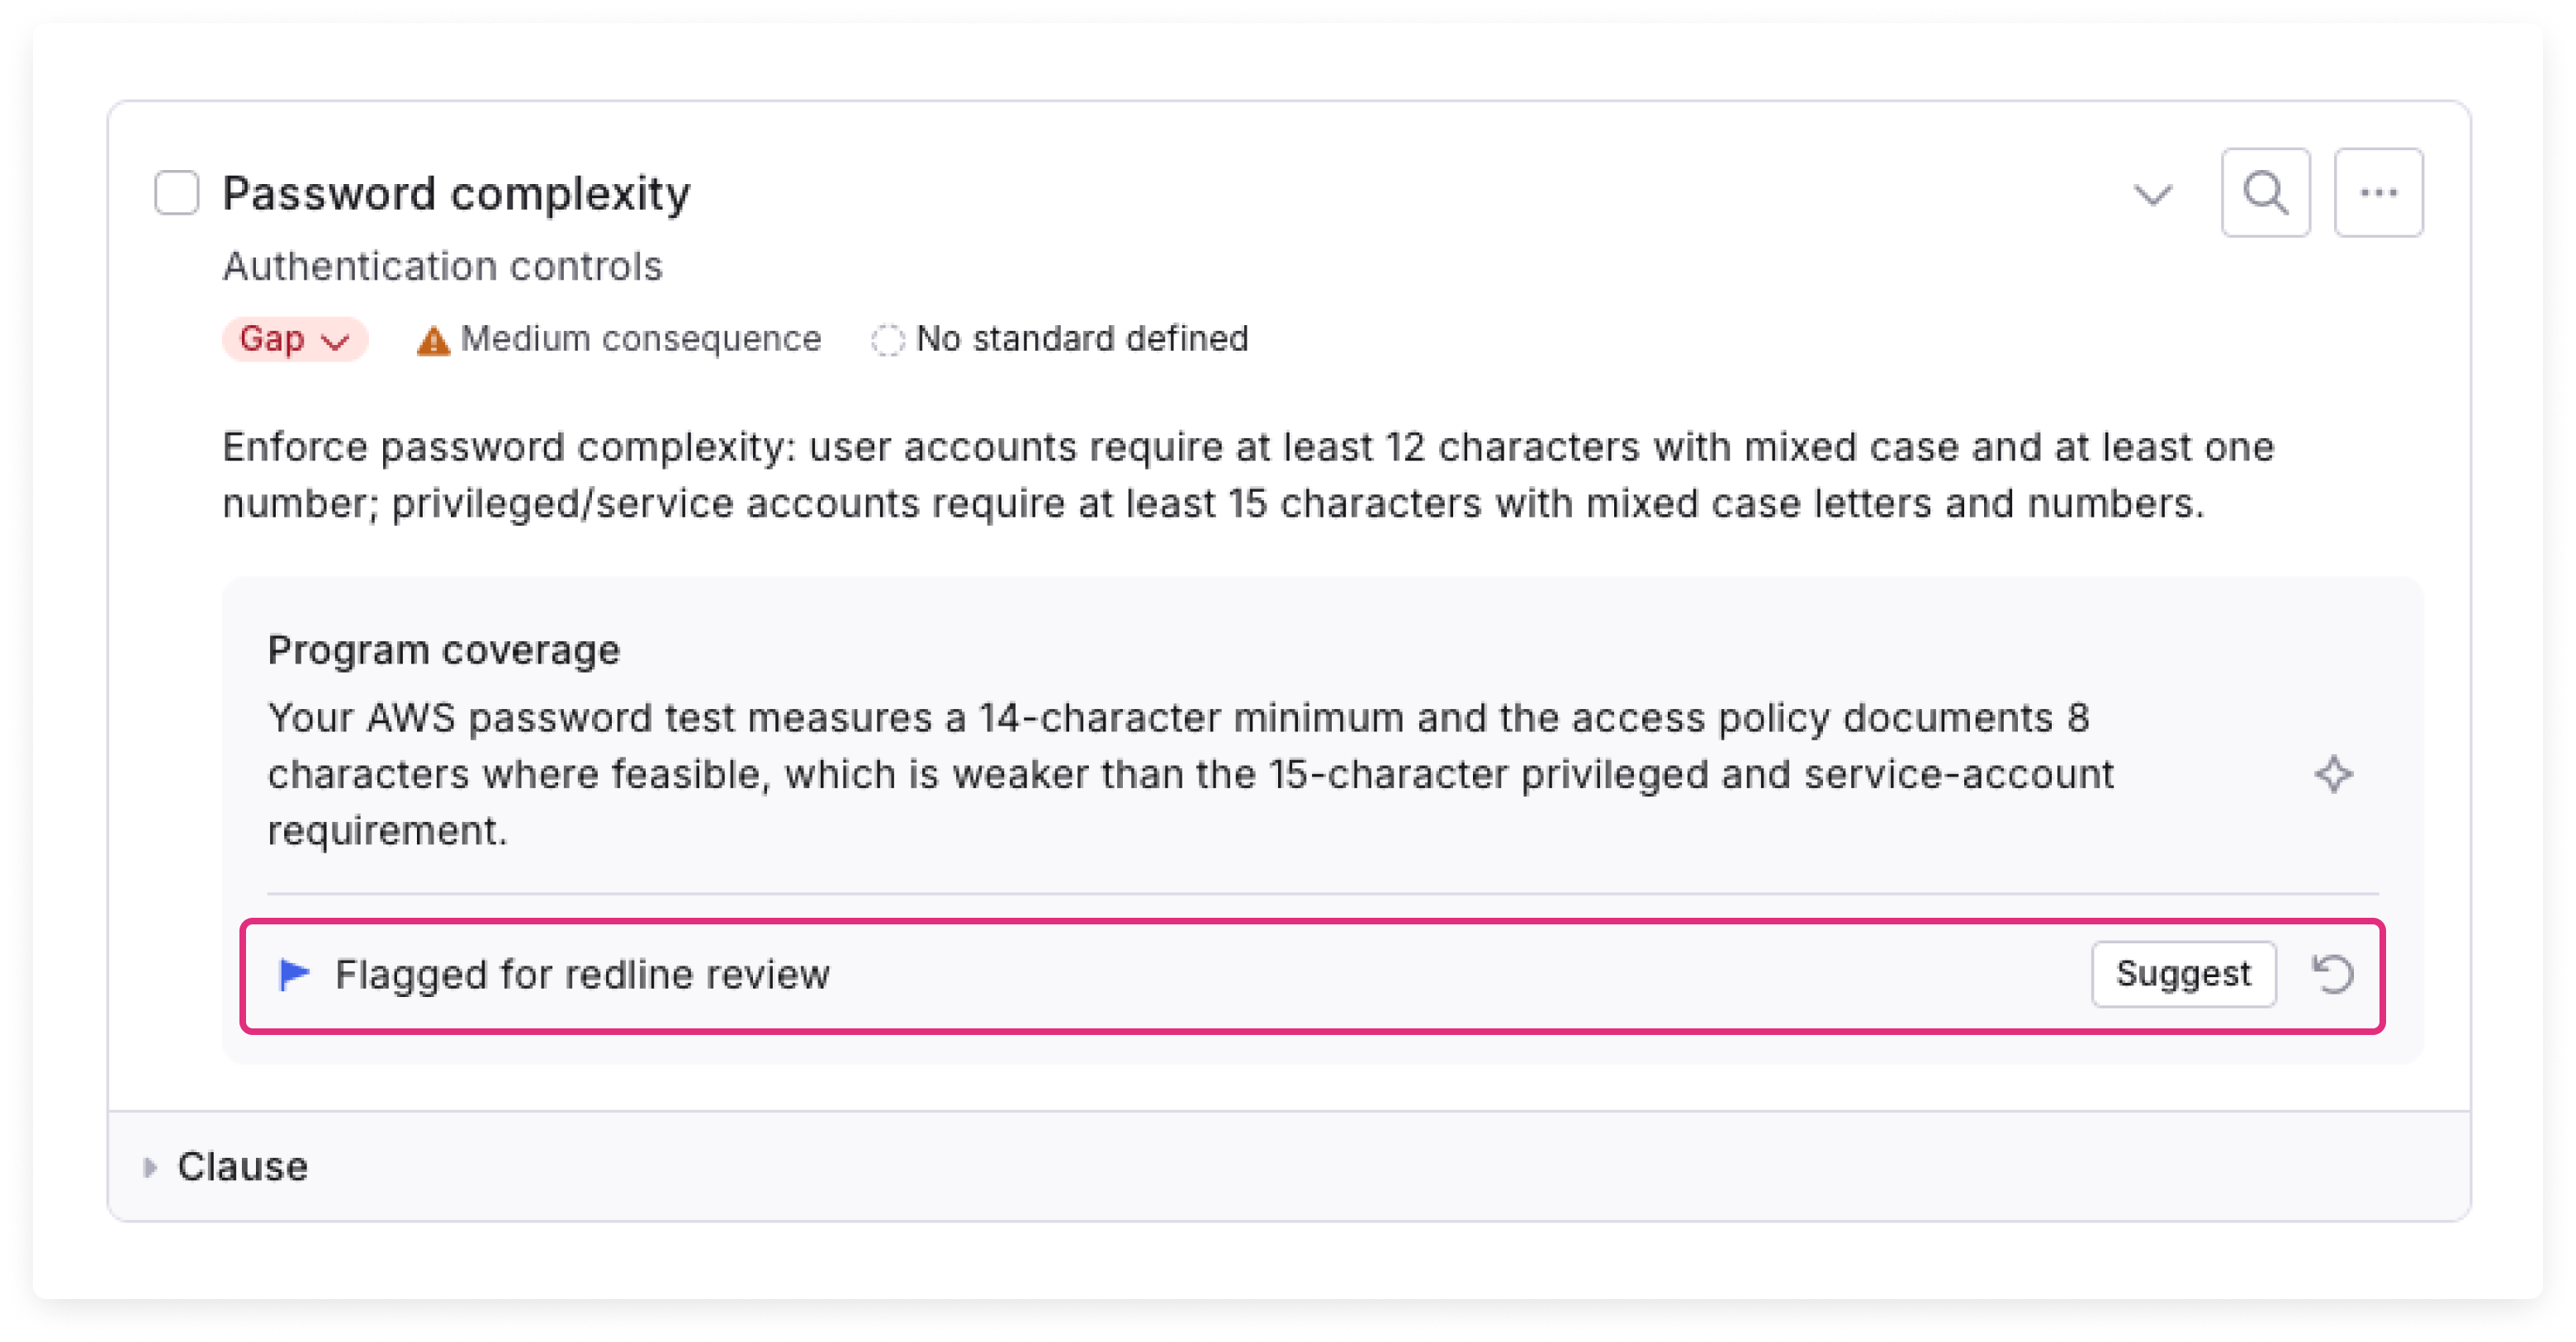 Password complexity
Authentication controls
Gap
Medium consequence
No standard defined
Enforce password complexity: user accounts require at least 12 characters with mixed case and at least one
number; privileged/service accounts require at least 15 characters with mixed case letters and numbers.
Program coverage
Your AWS password test measures a 14-character minimum and the access policy documents 8
characters where feasible, which is weaker than the 15-character privileged and service-account
requirement.
Flagged for redline review
Suggest
Clause